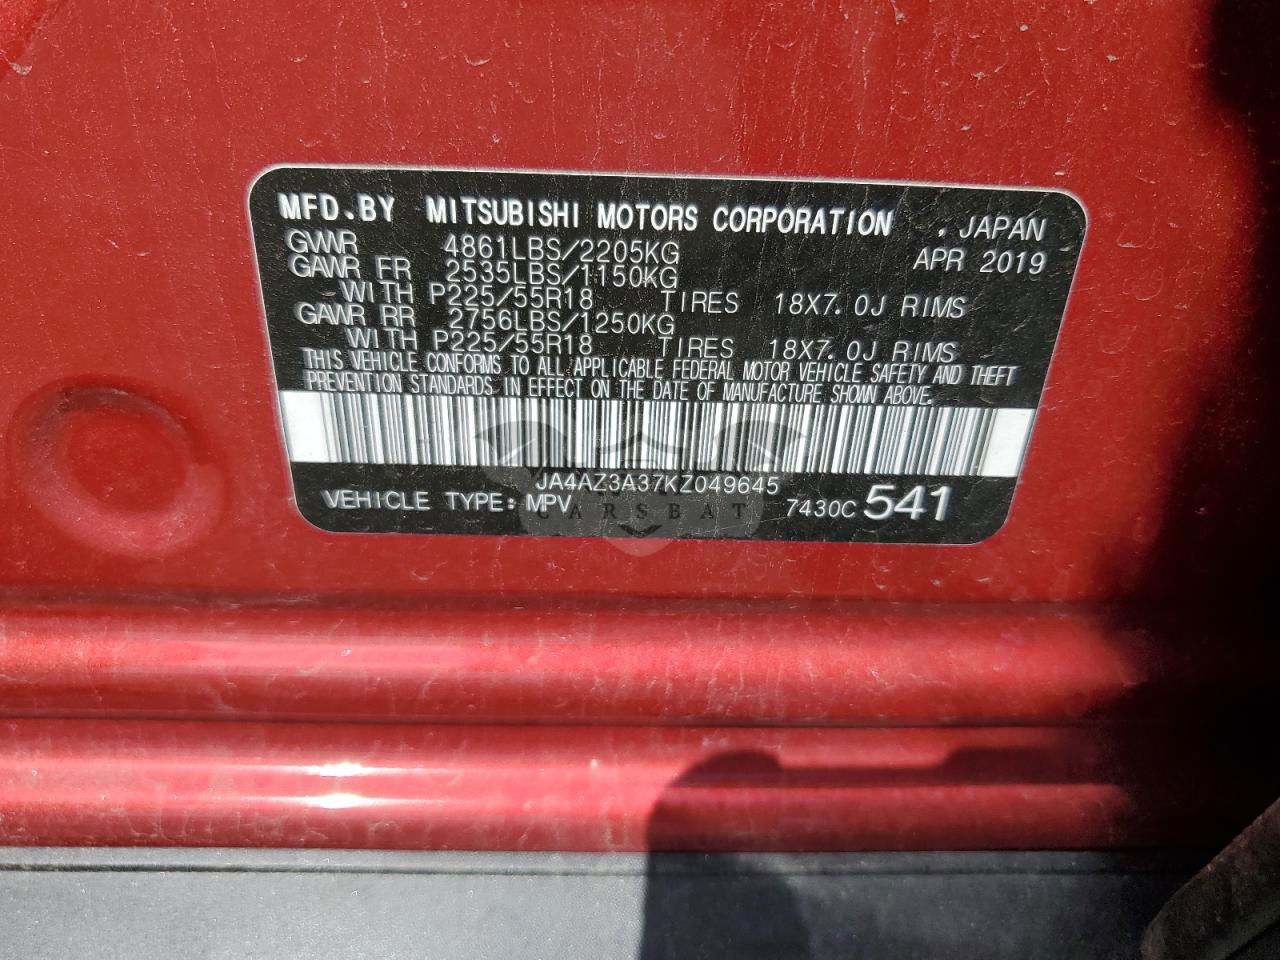 MFD.BY MITSUBISHI MOTORS CORPORATION , JAPAN
GVWR 4861LBS/2205KG APR 2019
GAWR FR 2535LBS/1150KG
WITH P225/55R18 TIRES 18X7.0J RIMS
GAWR RR 2756LBS/1250KG
WITH P225/55R18 TIRES 18X7.0J RIMS
THIS VEHICLE CONFORMS TO ALL APPLICABLE FEDERAL MOTOR VEHICLE SAFETY AND THEFT
PREVENTION STANDARDS IN EFFECT ON THE DATE OF MANUFACTURE SHOWN ABOVE.
JA4AZ3A37KZ049645
VEHICLE TYPE: MPV 7430C 541
CARSBAT